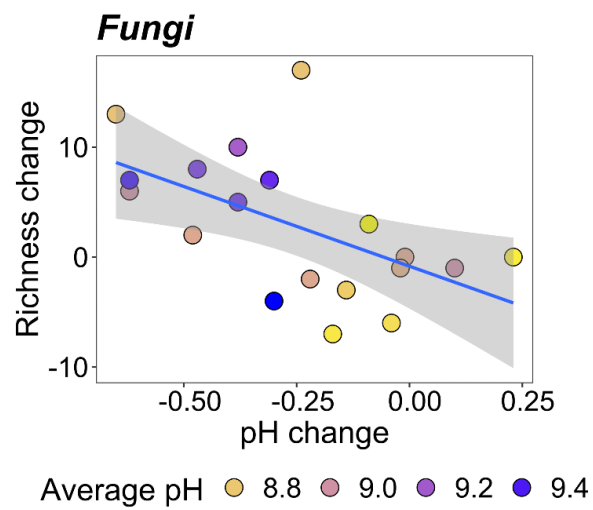 Fungi
Richness change
10
0
-10
-0.50 -0.25 0.00 0.25
pH change
Average pH 8.8 9.0 9.2 9.4